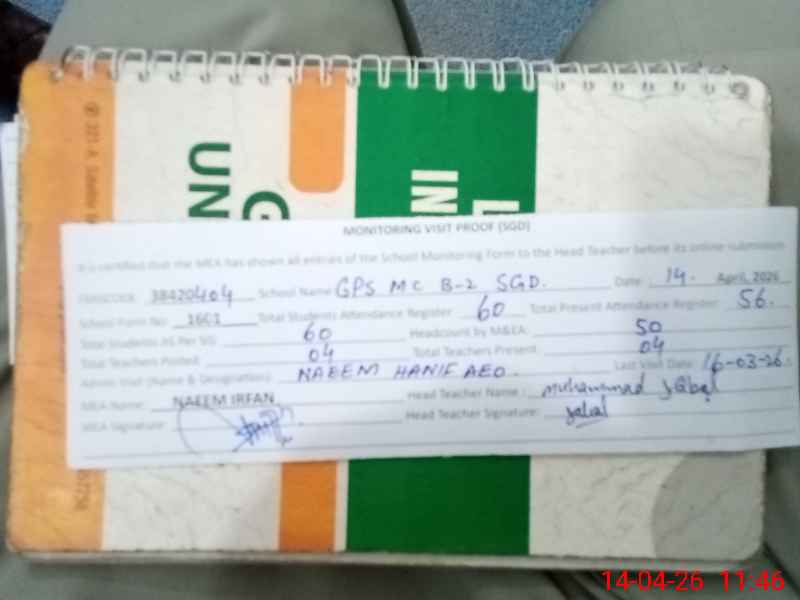 MONITORING VISIT PROOF (SGD)
It is certified that the MEA has shown all entries of the School Monitoring Form to the Head Teacher before its online submission
EMISCODE 38420404 School Name GPS MC B-2 SGD. Date: 14. April, 2026
School Form No: 1601 Total Students Attendance Register 60 Total Present Attendance Register: 56.
Total Students AS Per SIS: 60 Headcount by M&EA: 50
Total Teachers Posted: 04 Total Teachers Present: 04
Admin Visit (Name & Designation): NAEEM HANIF AEO. Last Visit Date: 16-03-26.
MEA Name: NAEEM IRFAN Head Teacher Name: Muhammad Iqbal
MEA Signature: Head Teacher Signature:
UN
IN
14-04-26 11:46